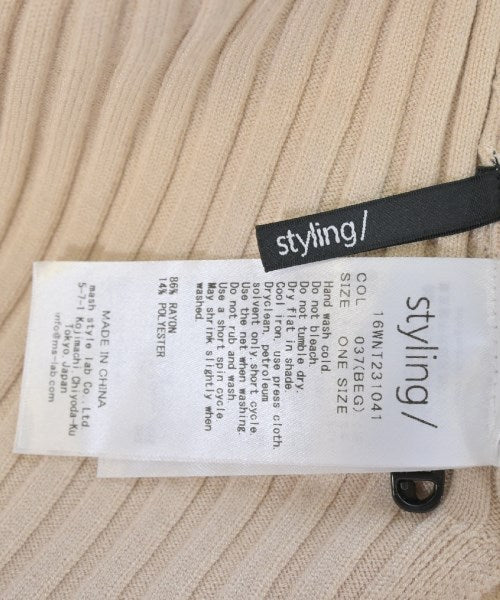 styling/
styling/
16WNT231041
COL 037(BEG)
SIZE ONE SIZE
Hand wash cold.
Do not bleach.
Do not tumble dry.
Dry flat in shade.
Cool iron, use press cloth.
Dryclean, petroleum
solvent only, short cycle.
Use the net when washing.
Do not rub and wash.
Use a short spin cycle.
May shrink slightly when
washed.
86% RAYON
14% POLYESTER
MADE IN CHINA
mash style lab Co., Ltd.
5-7-1 Kojimachi, Chiyoda-Ku
Tokyo, Japan
info@ms-lab.com